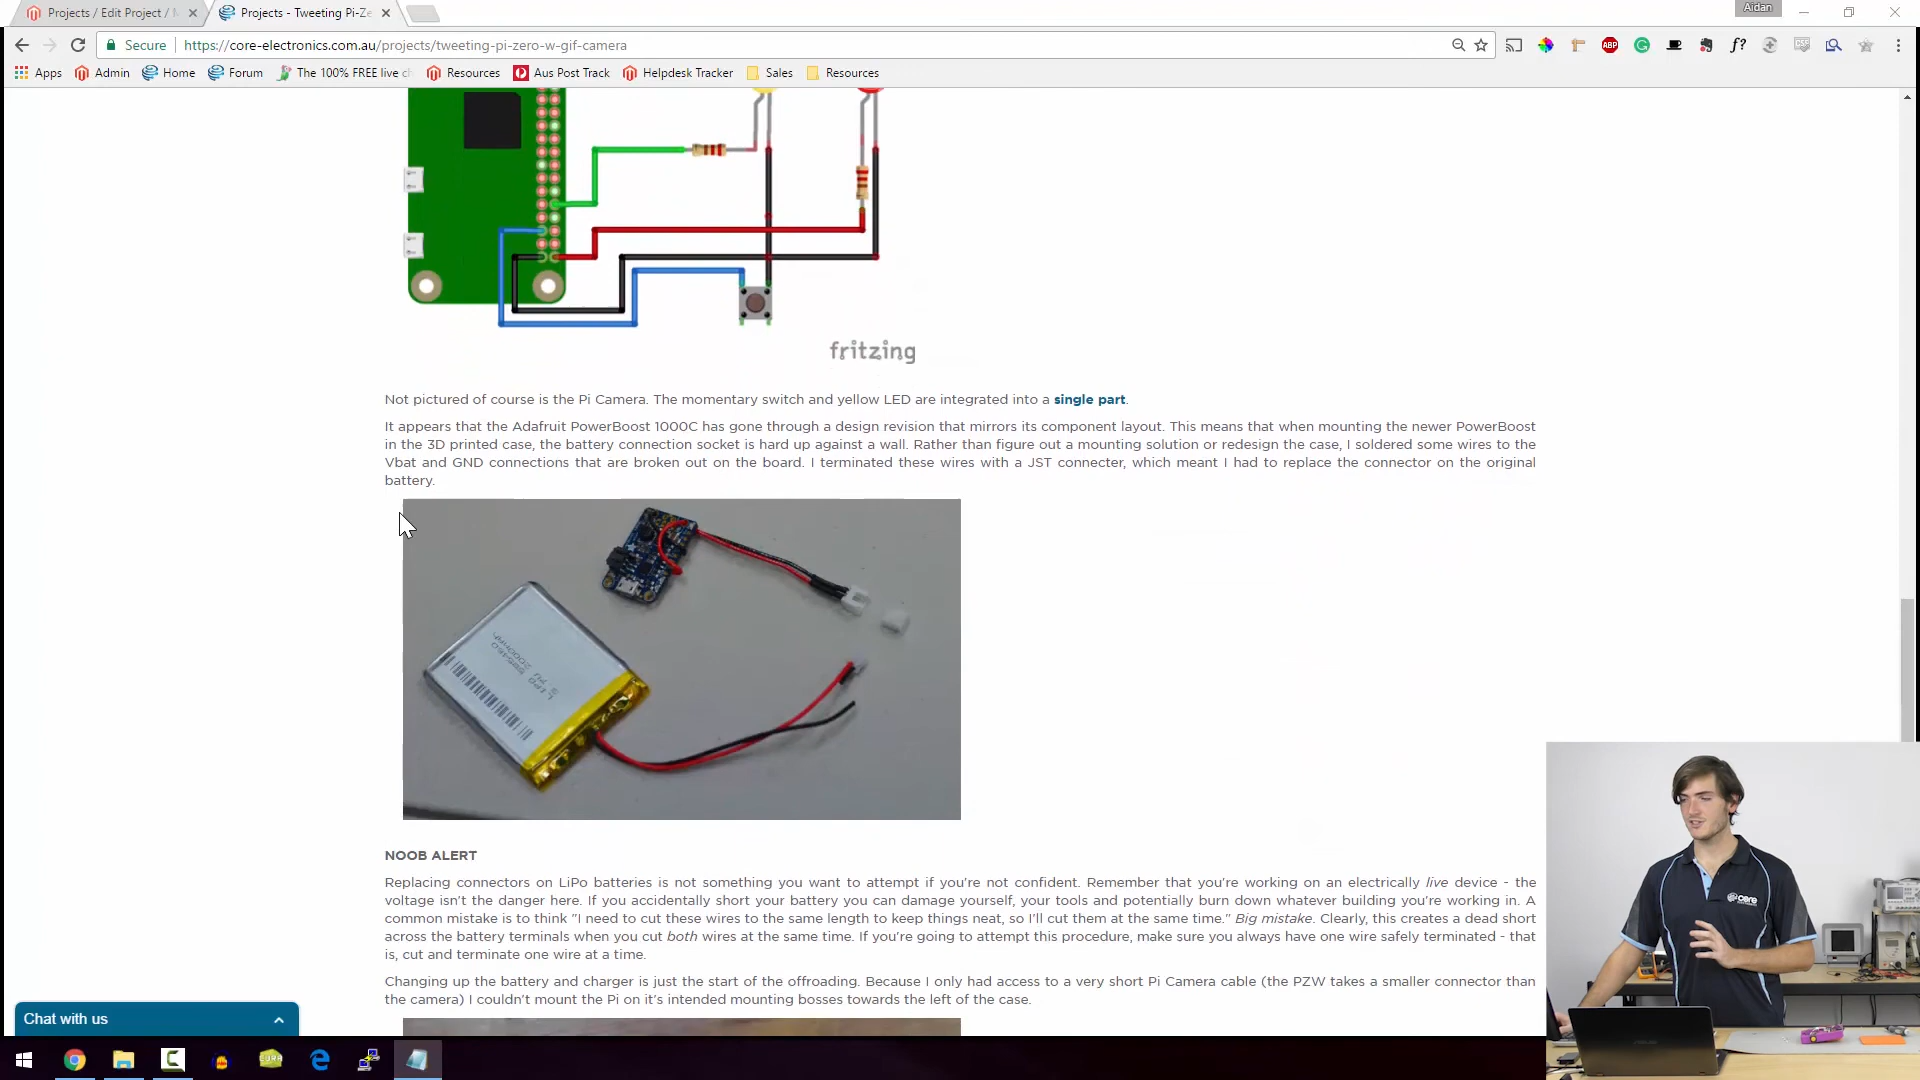 Projects / Edit Project /
Projects - Tweeting Pi-Ze
Aidan
Secure
https://core-electronics.com.au/projects/tweeting-pi-zero-w-gif-camera
ABP
f?
Apps
Admin
Home
Forum
The 100% FREE live c
Resources
Aus Post Track
Helpdesk Tracker
Sales
Resources
fritzing
Not pictured of course is the Pi Camera. The momentary switch and yellow LED are integrated into a single part.
It appears that the Adafruit PowerBoost 1000C has gone through a design revision that mirrors its component layout. This means that when mounting the newer PowerBoost
in the 3D printed case, the battery connection socket is hard up against a wall. Rather than figure out a mounting solution or redesign the case, I soldered some wires to the
Vbat and GND connections that are broken out on the board. I terminated these wires with a JST connecter, which meant I had to replace the connector on the original
battery.
NOOB ALERT
Replacing connectors on LiPo batteries is not something you want to attempt if you're not confident. Remember that you're working on an electrically live device - the
voltage isn't the danger here. If you accidentally short your battery you can damage yourself, your tools and potentially burn down whatever building you're working in. A
common mistake is to think "I need to cut these wires to the same length to keep things neat, so I'll cut them at the same time." Big mistake. Clearly, this creates a dead short
across the battery terminals when you cut both wires at the same time. If you're going to attempt this procedure, make sure you always have one wire safely terminated - that
is, cut and terminate one wire at a time.
Changing up the battery and charger is just the start of the offroading. Because I only had access to a very short Pi Camera cable (the PZW takes a smaller connector than
the camera) I couldn't mount the Pi on it's intended mounting bosses towards the left of the case.
Chat with us
core